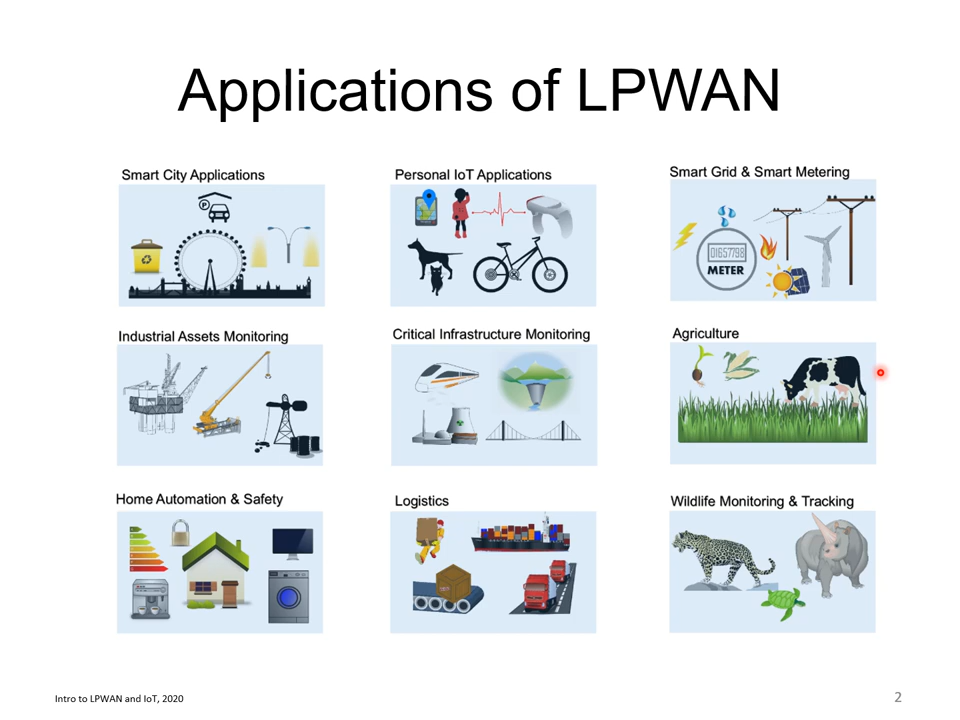 Applications of LPWAN
Smart City Applications
Personal IoT Applications
Smart Grid & Smart Metering
P
01657798
METER
Industrial Assets Monitoring
Critical Infrastructure Monitoring
Agriculture
Home Automation & Safety
Logistics
Wildlife Monitoring & Tracking
Intro to LPWAN and IoT, 2020
2